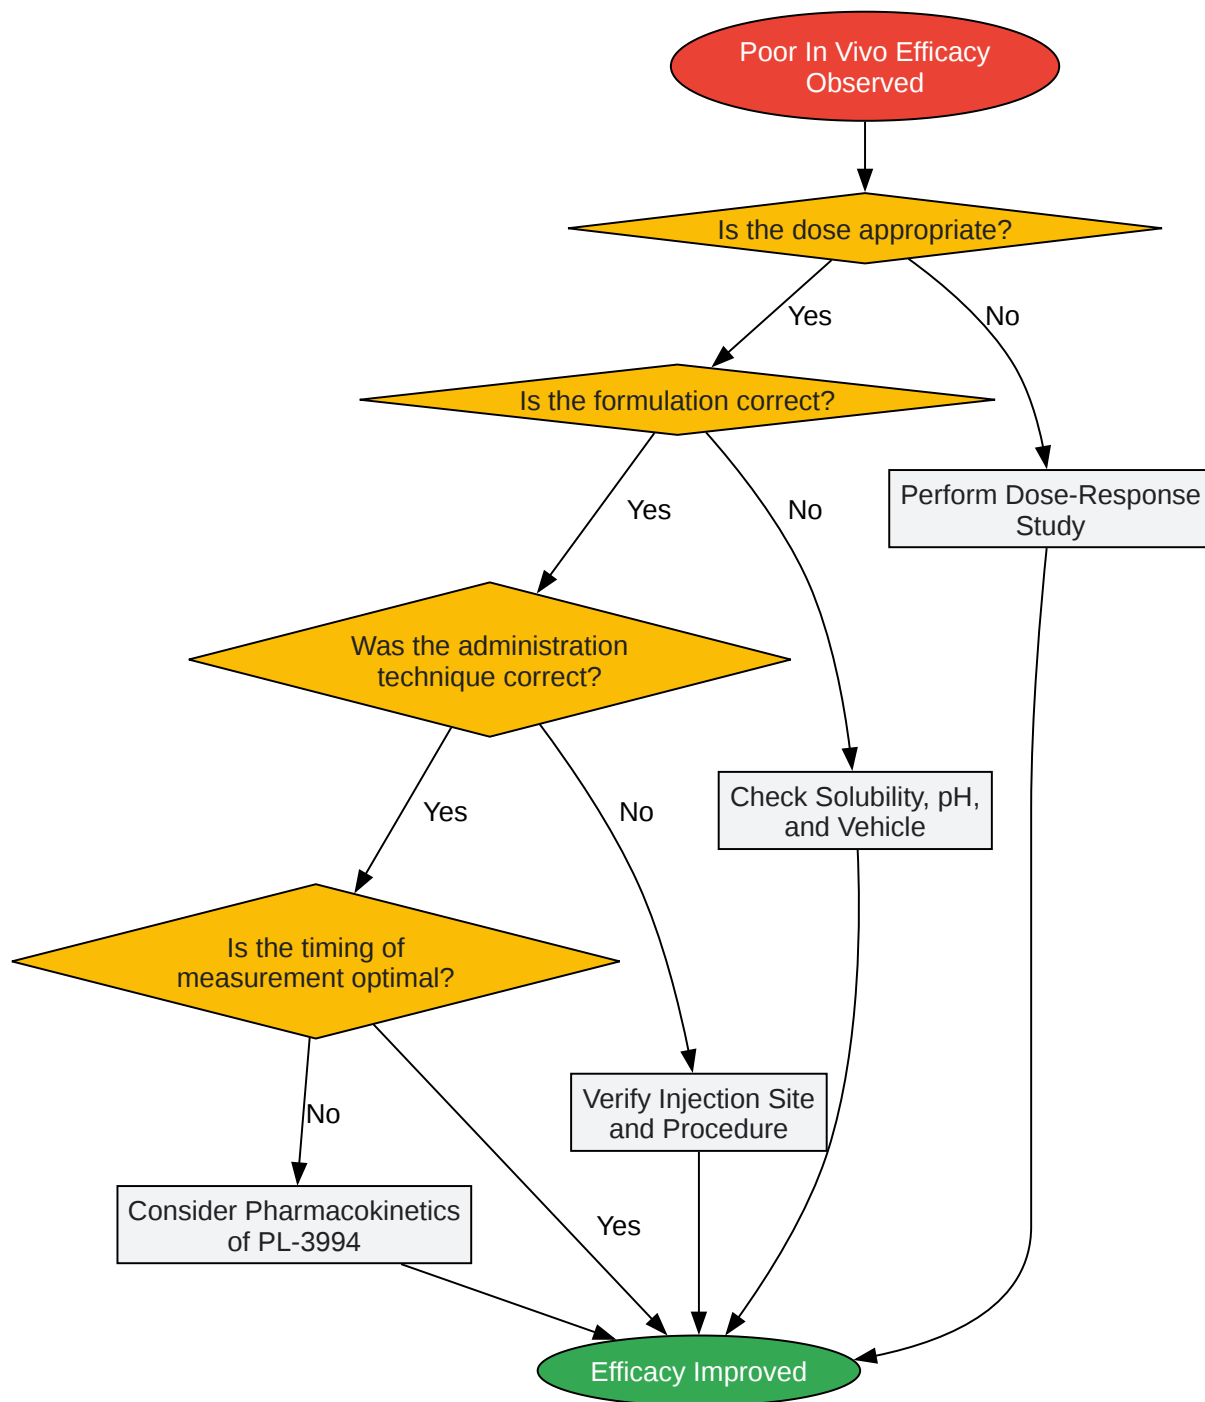 Poor In Vivo Efficacy
Observed
Is the dose appropriate?
Yes
No
Is the formulation correct?
Perform Dose-Response
Study
Yes
No
Was the administration
technique correct?
Check Solubility, pH,
and Vehicle
Yes
No
Is the timing of
measurement optimal?
Verify Injection Site
and Procedure
No
Consider Pharmacokinetics
of PL-3994
Yes
Efficacy Improved